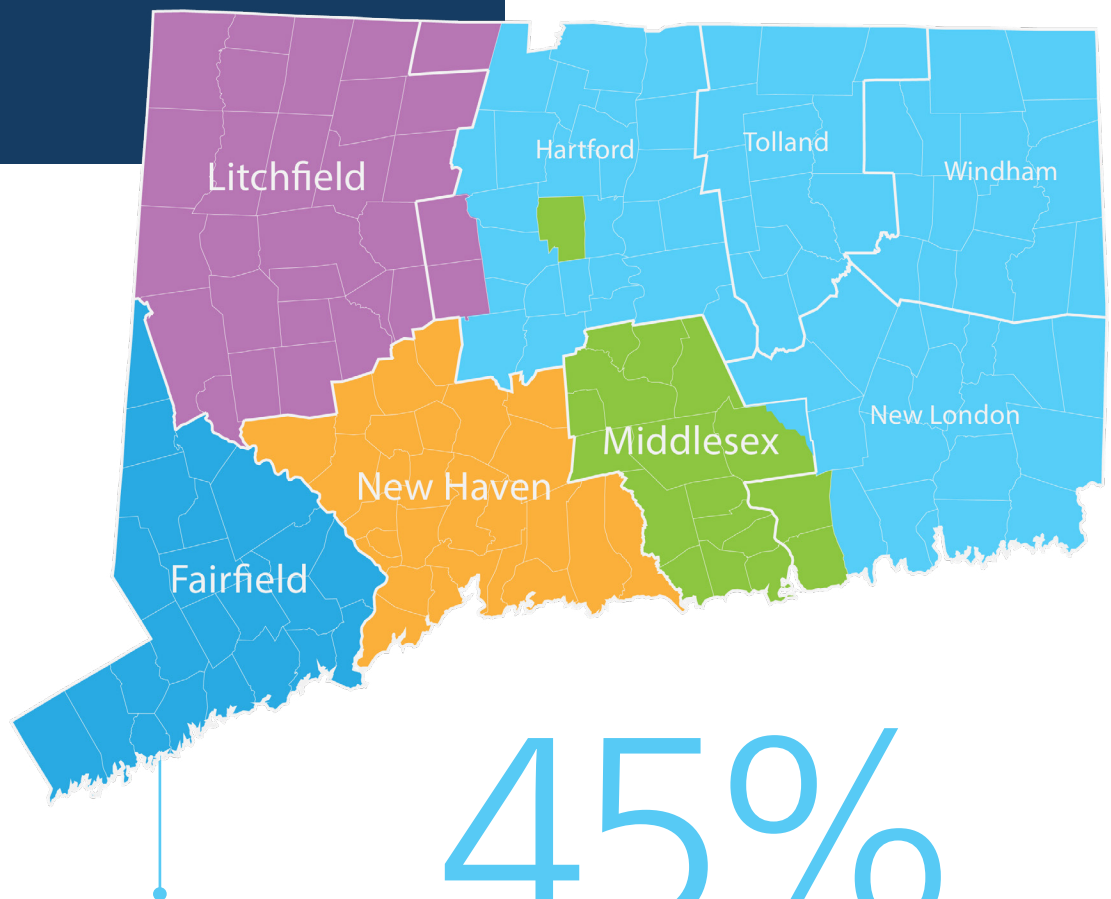 Hartford
Tolland
Windham
Litchfield
New London
Middlesex
New Haven
Fairfield
45%